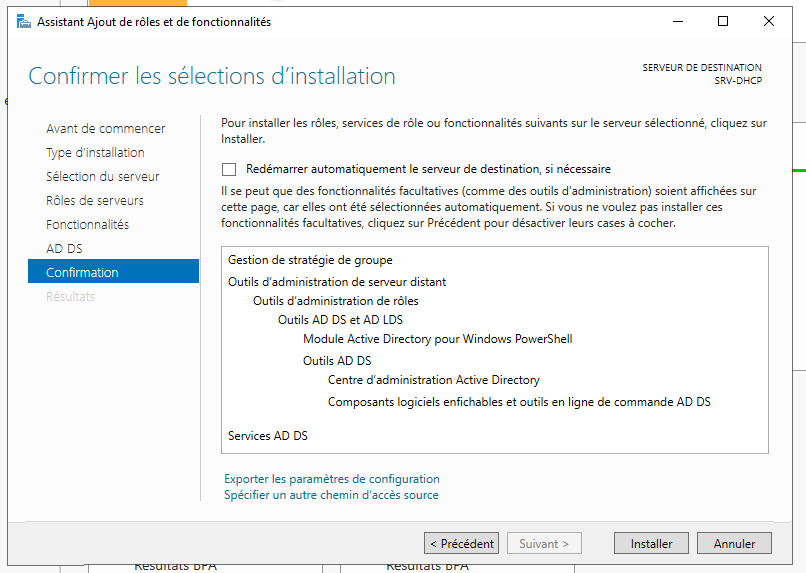 Assistant Ajout de rôles et de fonctionnalités
Confirmer les sélections d’installation
SERVEUR DE DESTINATION
SRV-DHCP
Avant de commencer
Type d’installation
Sélection du serveur
Rôles de serveurs
Fonctionnalités
AD DS
Confirmation
Résultats
Pour installer les rôles, services de rôle ou fonctionnalités suivants sur le serveur sélectionné, cliquez sur
Installer.
Redémarrer automatiquement le serveur de destination, si nécessaire
Il se peut que des fonctionnalités facultatives (comme des outils d’administration) soient affichées sur
cette page, car elles ont été sélectionnées automatiquement. Si vous ne voulez pas installer ces
fonctionnalités facultatives, cliquez sur Précédent pour désactiver leurs cases à cocher.
Gestion de stratégie de groupe
Outils d’administration de serveur distant
Outils d’administration de rôles
Outils AD DS et AD LDS
Module Active Directory pour Windows PowerShell
Outils AD DS
Centre d’administration Active Directory
Composants logiciels enfichables et outils en ligne de commande AD DS
Services AD DS
Exporter les paramètres de configuration
Spécifier un autre chemin d’accès source
< Précédent
Suivant >
Installer
Annuler
Résultats BPA
Résultats BPA